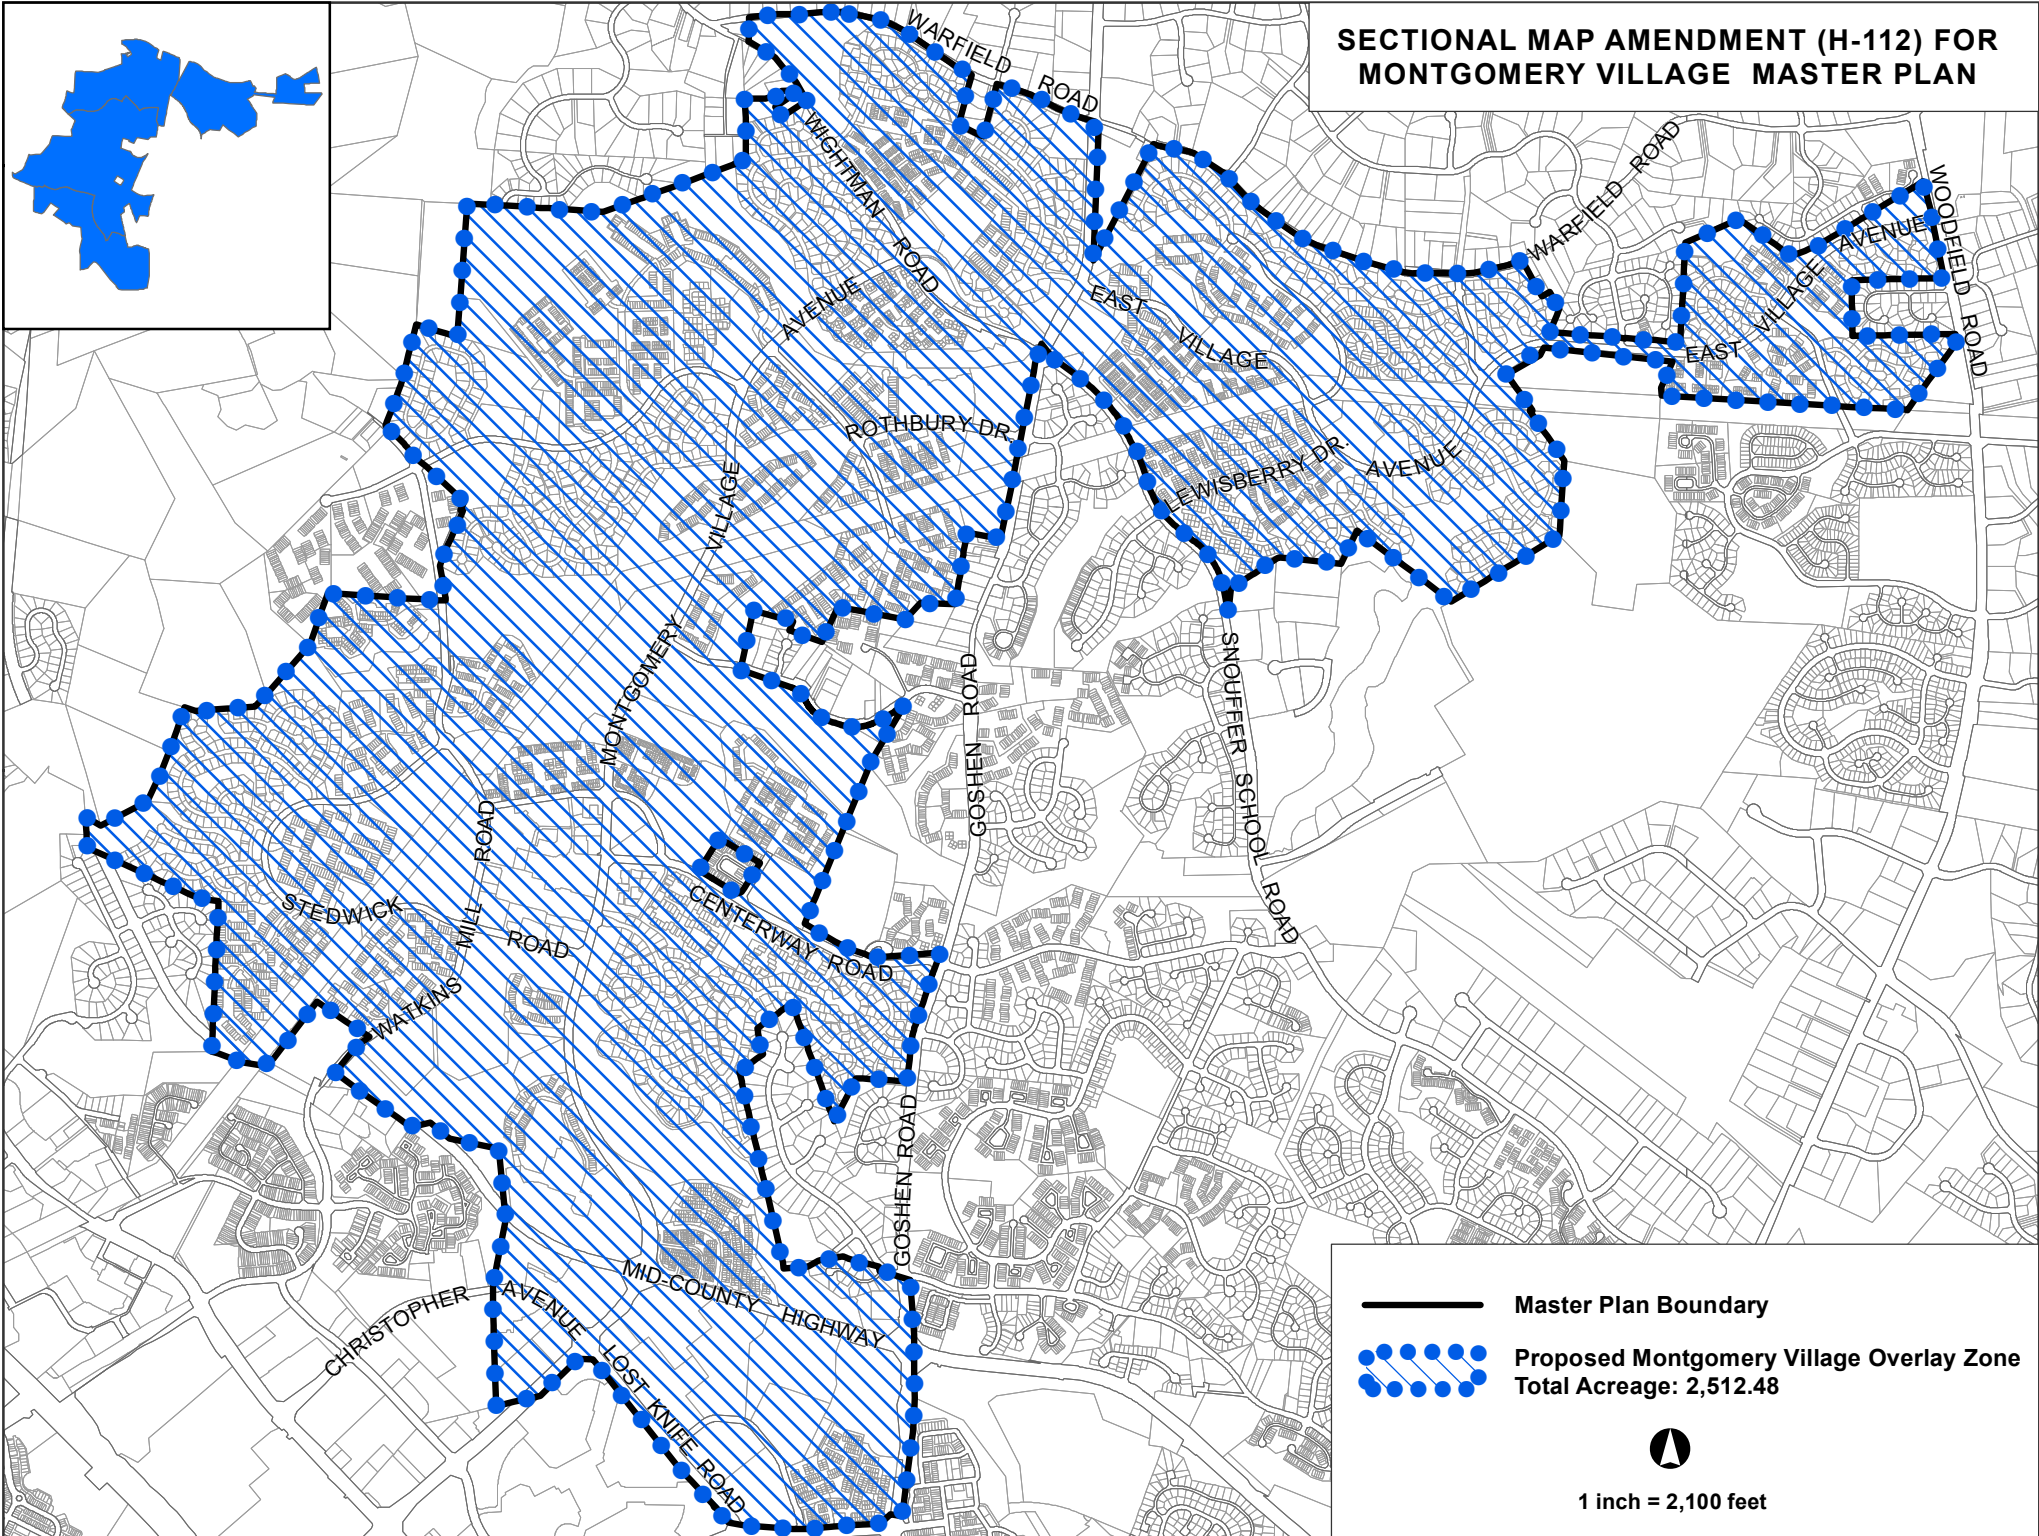 SECTIONAL MAP AMENDMENT (H-112) FOR
MONTGOMERY VILLAGE MASTER PLAN
WARFIELD ROAD
WIGHTMAN ROAD
WARFIELD ROAD
WOODFIELD ROAD
EAST VILLAGE AVENUE
EAST VILLAGE AVENUE
MONTGOMERY VILLAGE AVENUE
ROTHBURY DR.
LEWISBERRY DR.
GOSHEN ROAD
SNOUFFER SCHOOL ROAD
STEDWICK ROAD
WATKINS MILL ROAD
CENTERWAY ROAD
GOSHEN ROAD
MID-COUNTY HIGHWAY
CHRISTOPHER AVENUE
LOST KNIFE ROAD
Master Plan Boundary
Proposed Montgomery Village Overlay Zone
Total Acreage: 2,512.48
1 inch = 2,100 feet